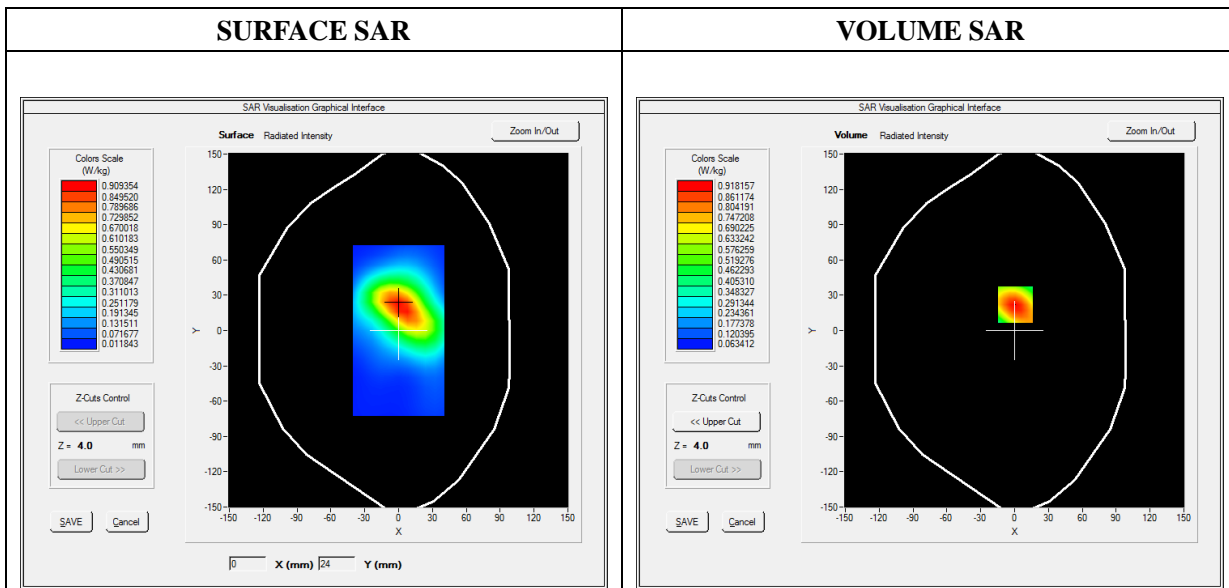 SURFACE SAR
VOLUME SAR
SAR Visualisation Graphical Interface
Surface Radiated Intensity
Zoom In/Out
Colors Scale
(W/kg)
0.909354
0.849520
0.789686
0.729852
0.670018
0.610183
0.550349
0.490515
0.430681
0.370847
0.311013
0.251179
0.191345
0.131511
0.071677
0.011843
Z-Cuts Control
<< Upper Cut
Z = 4.0 mm
Lower Cut >>
SAVE Cancel
150
120
90
60
30
0
-30
-60
-90
-120
-150
Y
-150 -120 -90 -60 -30 0 30 60 90 120 150
X
0 X (mm) 24 Y (mm)
SAR Visualisation Graphical Interface
Volume Radiated Intensity
Zoom In/Out
Colors Scale
(W/kg)
0.918157
0.861174
0.804191
0.747208
0.690225
0.633242
0.576259
0.519276
0.462293
0.405310
0.348327
0.291344
0.234361
0.177378
0.120395
0.063412
Z-Cuts Control
<< Upper Cut
Z = 4.0 mm
Lower Cut >>
SAVE Cancel
150
120
90
60
30
0
-30
-60
-90
-120
-150
Y
-150 -120 -90 -60 -30 0 30 60 90 120 150
X